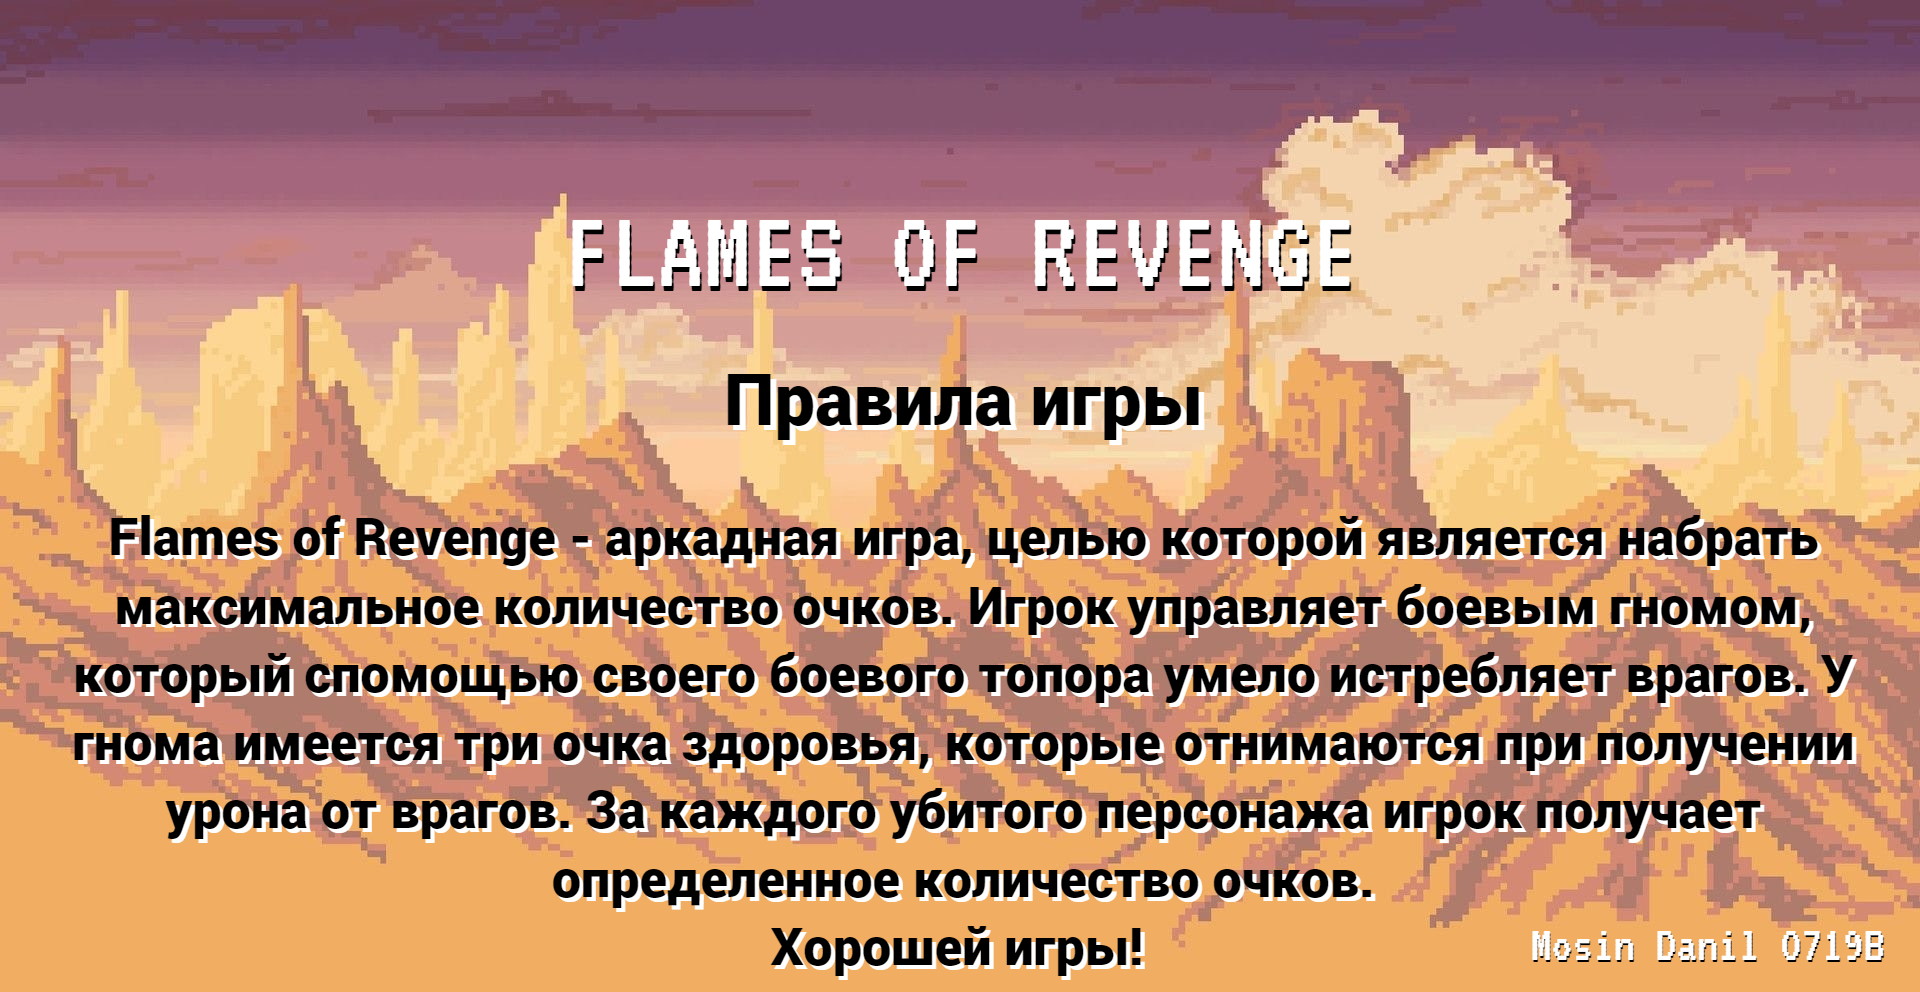 FLAMES OF REVENGE
Правила игры
Flames of Revenge - аркадная игра, целью которой является набрать
максимальное количество очков. Игрок управляет боевым гномом,
который спомощью своего боевого топора умело истребляет врагов. У
гнома имеется три очка здоровья, которые отнимаются при получении
урона от врагов. За каждого убитого персонажа игрок получает
определенное количество очков.
Хорошей игры!
Mosin Danil 0719B